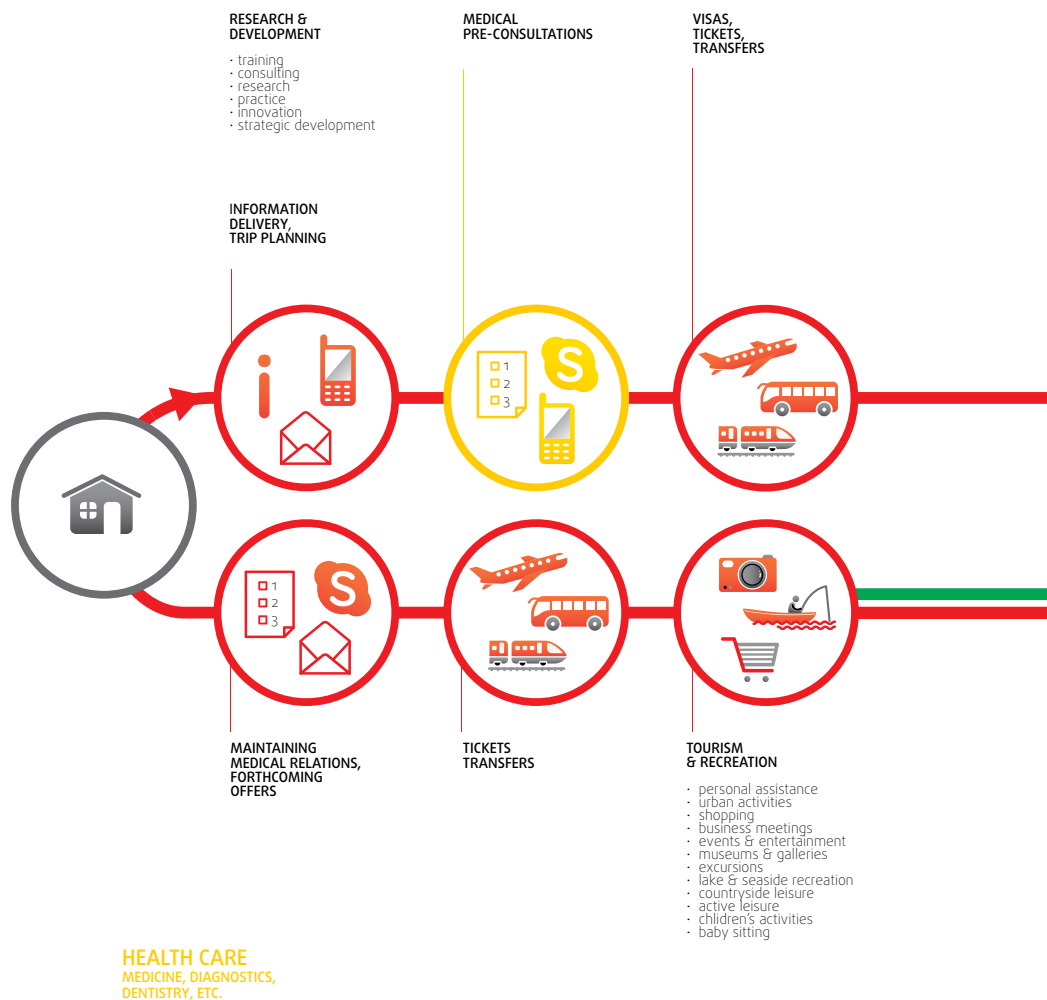 RESEARCH &
DEVELOPMENT
· training
· consulting
· research
· practice
· innovation
· strategic development
MEDICAL
PRE-CONSULTATIONS
VISAS,
TICKETS,
TRANSFERS
INFORMATION
DELIVERY,
TRIP PLANNING
i
1
2
3
S
1
2
3
S
MAINTAINING
MEDICAL RELATIONS,
FORTHCOMING
OFFERS
TICKETS
TRANSFERS
TOURISM
& RECREATION
· personal assistance
· urban activities
· shopping
· business meetings
· events & entertainment
· museums & galleries
· excursions
· lake & seaside recreation
· countryside leisure
· active leisure
· chlidren's activities
· baby sitting
HEALTH CARE
MEDICINE, DIAGNOSTICS,
DENTISTRY, ETC.